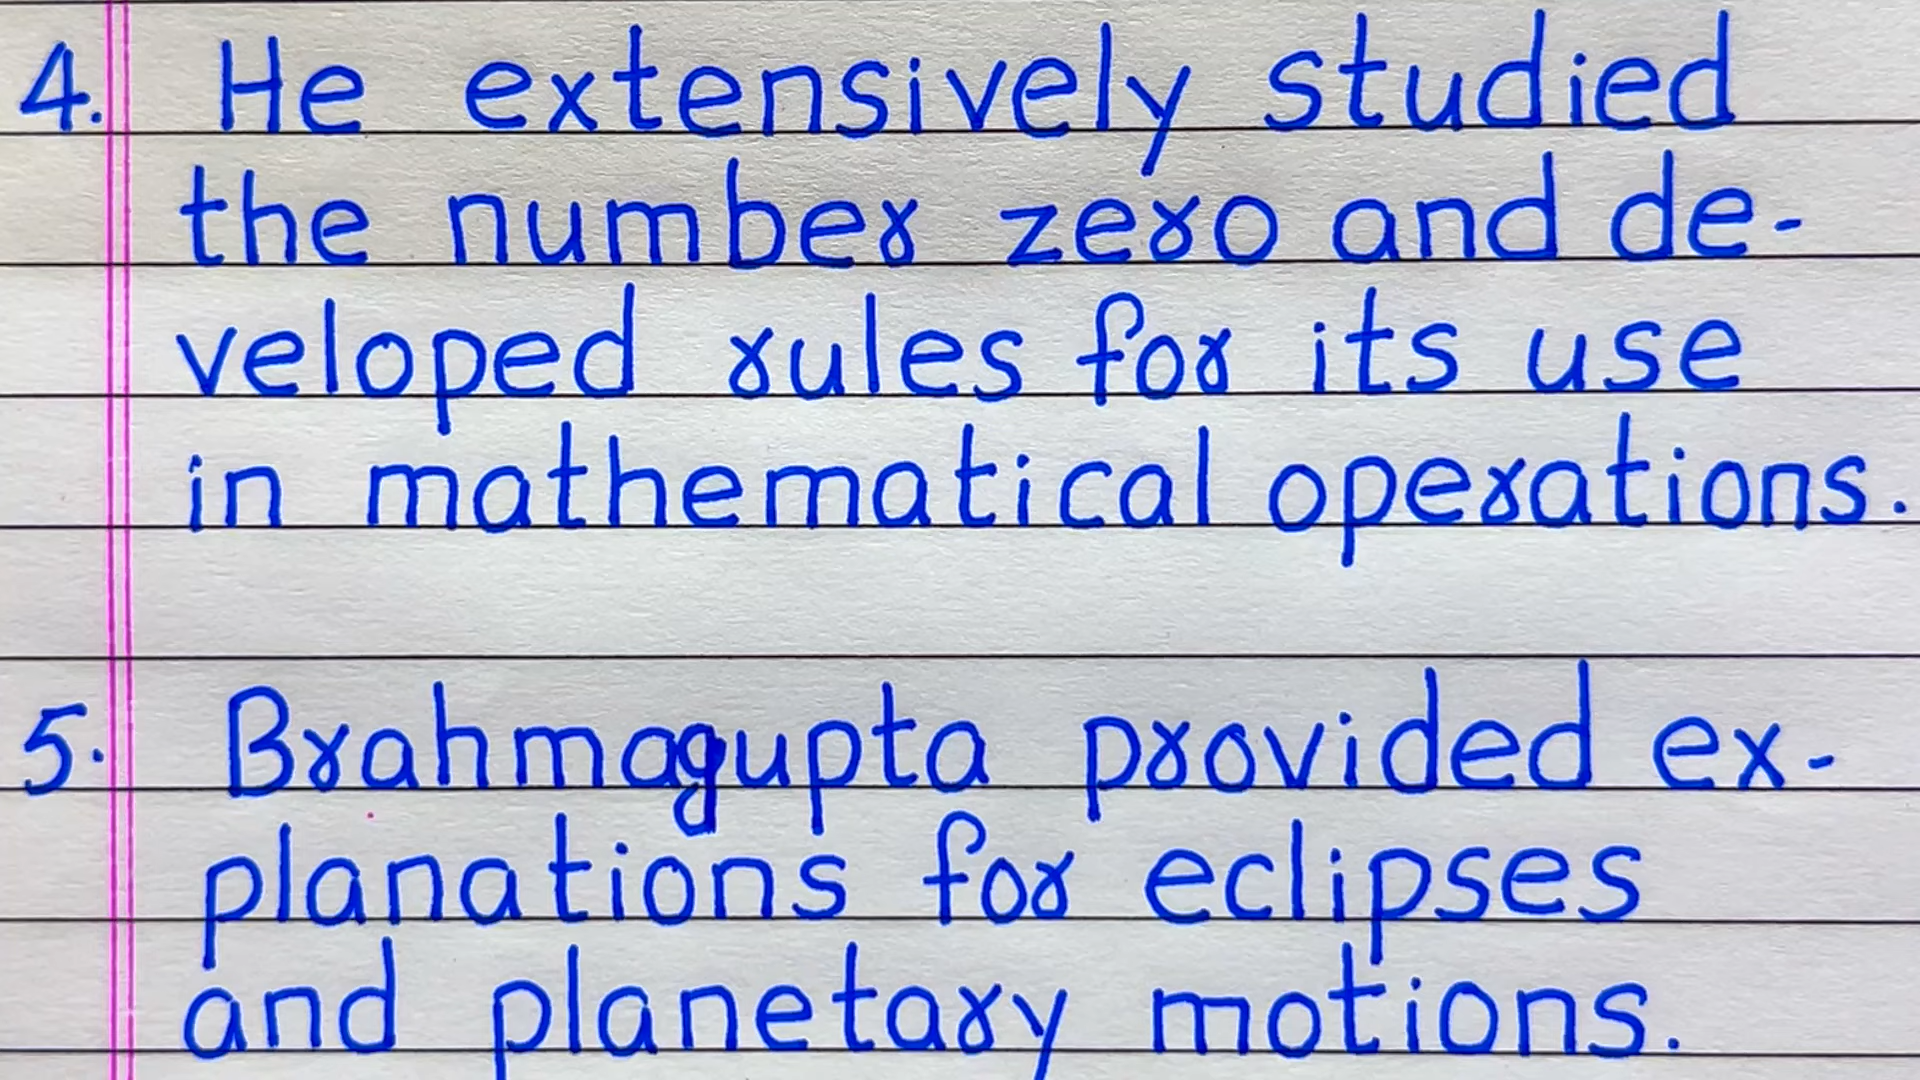 4. He extensively studied
the number zero and de-
veloped rules for its use
in mathematical operations.
5. Brahmagupta provided ex-
planations for eclipses
and planetary motions.